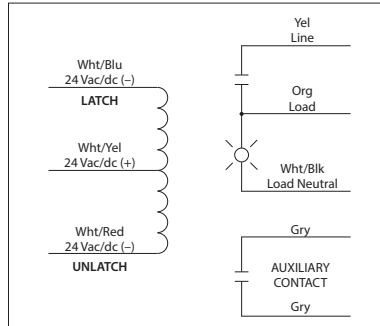 Wht/Blu
24 Vac/dc (–)
LATCH
Wht/Yel
24 Vac/dc (+)
Wht/Red
24 Vac/dc (–)
UNLATCH
Yel
Line
Org
Load
Wht/Blk
Load Neutral
Gry
AUXILIARY
CONTACT
Gry